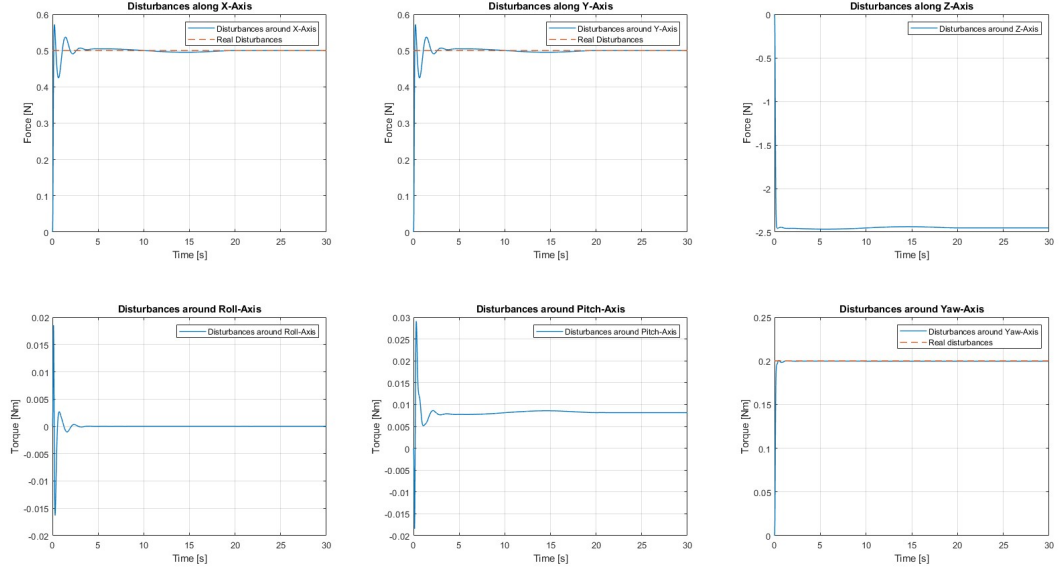 Disturbances along X-Axis
0.6
0.5
0.4
0.3
0.2
0.1
0
Force [N]
Disturbances around X-Axis
Real Disturbances
0 5 10 15 20 25 30
Time [s]
Disturbances along Y-Axis
0.6
0.5
0.4
0.3
0.2
0.1
0
Force [N]
Disturbances around Y-Axis
Real Disturbances
0 5 10 15 20 25 30
Time [s]
Disturbances along Z-Axis
0
-0.5
-1
-1.5
-2
-2.5
Force [N]
Disturbances around Z-Axis
0 5 10 15 20 25 30
Time [s]
Disturbances around Roll-Axis
0.02
0.015
0.01
0.005
0
-0.005
-0.01
-0.015
-0.02
Torque [Nm]
Disturbances around Roll-Axis
0 5 10 15 20 25 30
Time [s]
Disturbances around Pitch-Axis
0.03
0.025
0.02
0.015
0.01
0.005
0
-0.005
-0.01
-0.015
-0.02
Torque [Nm]
Disturbances around Pitch-Axis
0 5 10 15 20 25 30
Time [s]
Disturbances around Yaw-Axis
0.25
0.2
0.15
0.1
0.05
0
Torque [Nm]
Disturbances around Yaw-Axis
Real disturbances
0 5 10 15 20 25 30
Time [s]